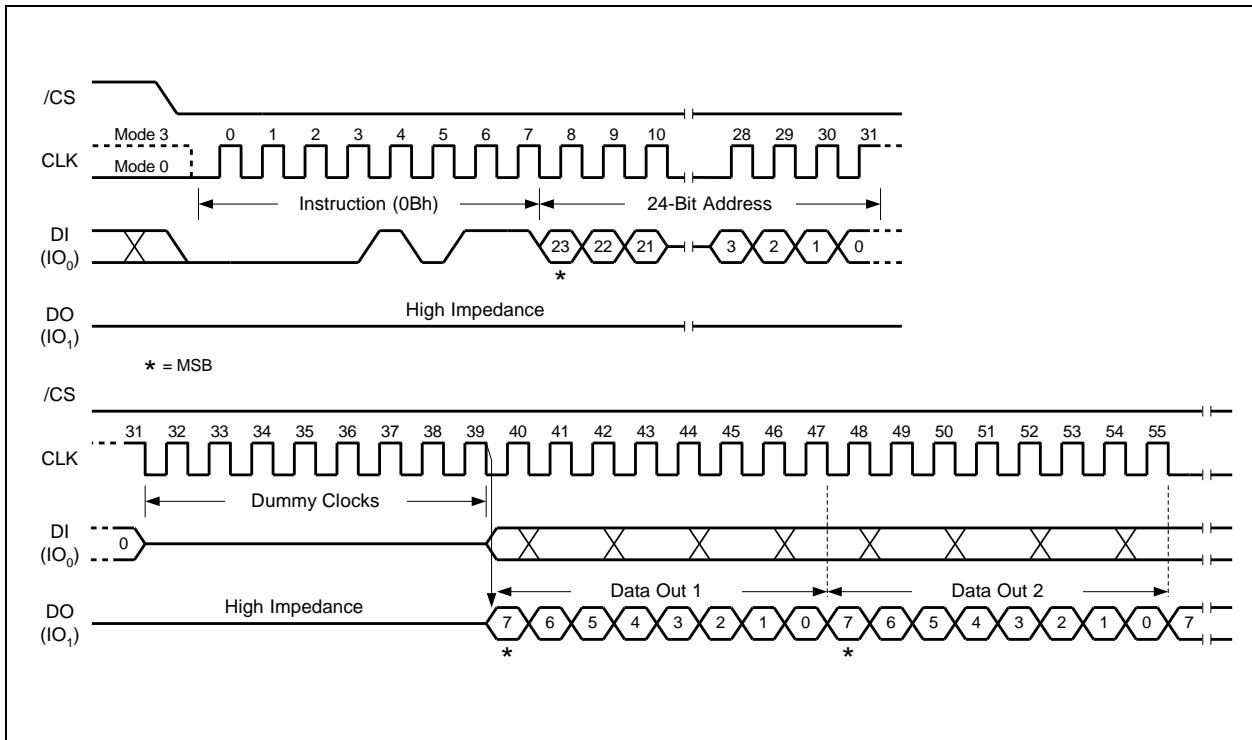 /CS
Mode 3 0 1 2 3 4 5 6 7 8 9 10 28 29 30 31
CLK
Mode 0
Instruction (0Bh) 24-Bit Address
DI
(IO0)
23 22 21 3 2 1 0
*
High Impedance
DO
(IO1)
* = MSB
/CS
31 32 33 34 35 36 37 38 39 40 41 42 43 44 45 46 47 48 49 50 51 52 53 54 55
CLK
Dummy Clocks
DI
(IO0)
0
Data Out 1 Data Out 2
High Impedance
DO
(IO1)
7 6 5 4 3 2 1 0 7 6 5 4 3 2 1 0 7
* *